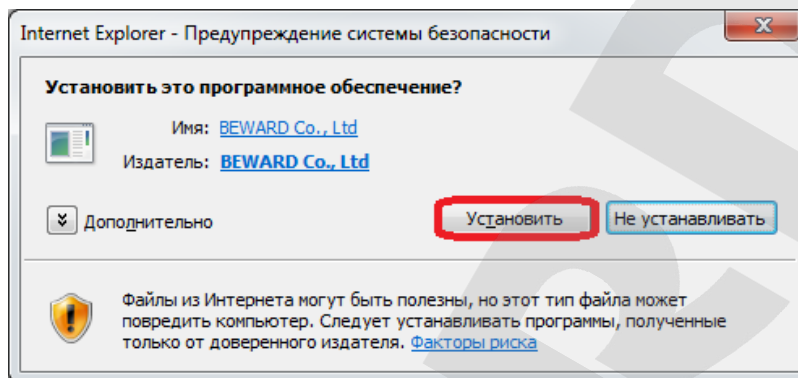 Internet Explorer - Предупреждение системы безопасности
Установить это программное обеспечение?
Имя: BEWARD Co., Ltd
Издатель: BEWARD Co., Ltd
Дополнительно
Установить
Не устанавливать
Файлы из Интернета могут быть полезны, но этот тип файла может
повредить компьютер. Следует устанавливать программы, полученные
только от доверенного издателя. Факторы риска